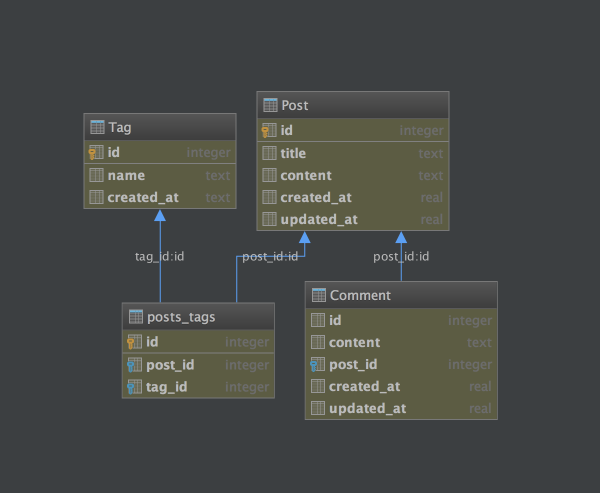 Tag
id integer
name text
created_at text
Post
id integer
title text
content text
created_at real
updated_at real
tag_id:id
post_id:id
post_id:id
posts_tags
id integer
post_id integer
tag_id integer
Comment
id integer
content text
post_id integer
created_at real
updated_at real